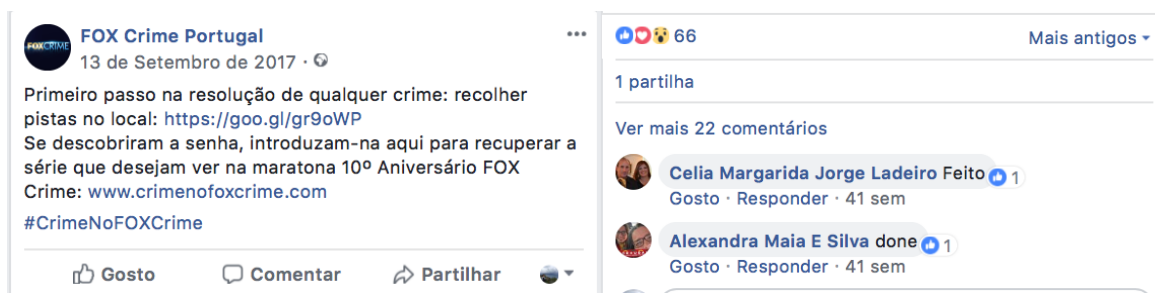 FOX CRIME
FOX Crime Portugal
13 de Setembro de 2017 ·
Primeiro passo na resolução de qualquer crime: recolher
pistas no local: https://goo.gl/gr9oWP
Se descobriram a senha, introduzam-na aqui para recuperar a
série que desejam ver na maratona 10º Aniversário FOX
Crime: www.crimenofoxcrime.com
#CrimeNoFOXCrime
Gosto Comentar Partilhar
66 Mais antigos
1 partilha
Ver mais 22 comentários
Celia Margarida Jorge Ladeiro Feito 1
Gosto · Responder · 41 sem
Alexandra Maia E Silva done 1
Gosto · Responder · 41 sem